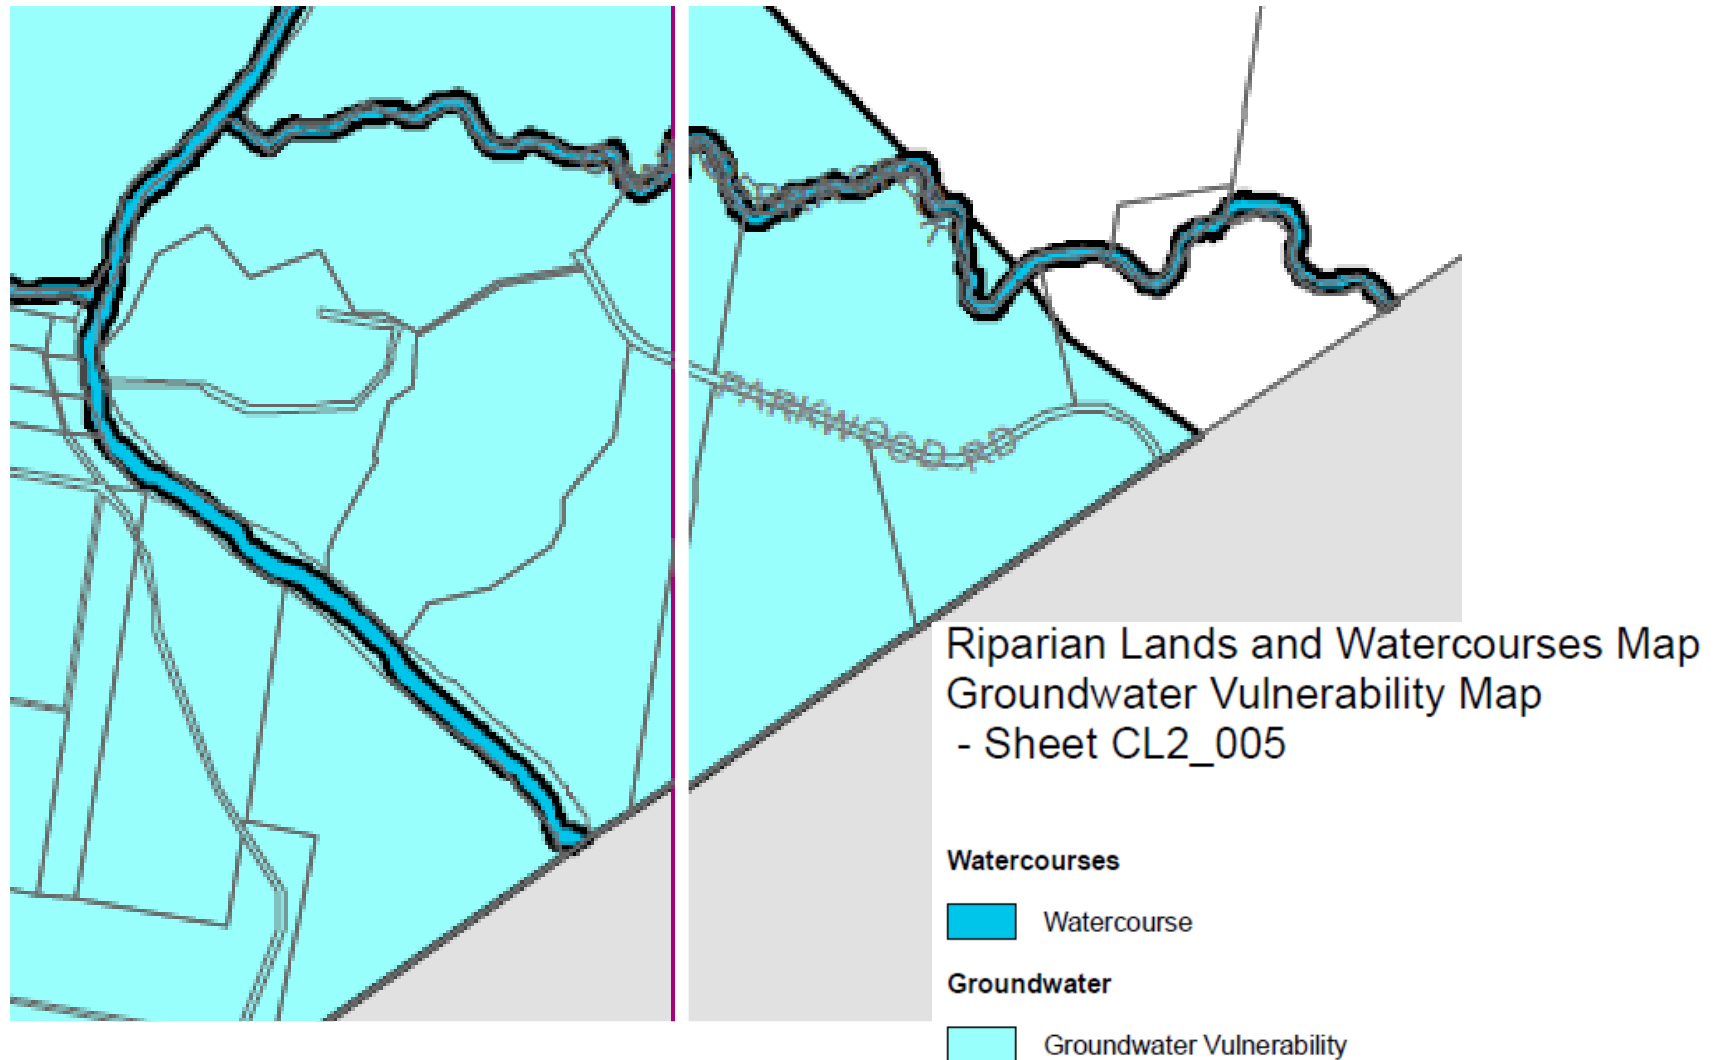 PARKWOOD RD
Riparian Lands and Watercourses Map
Groundwater Vulnerability Map
- Sheet CL2_005
Watercourses
Watercourse
Groundwater
Groundwater Vulnerability